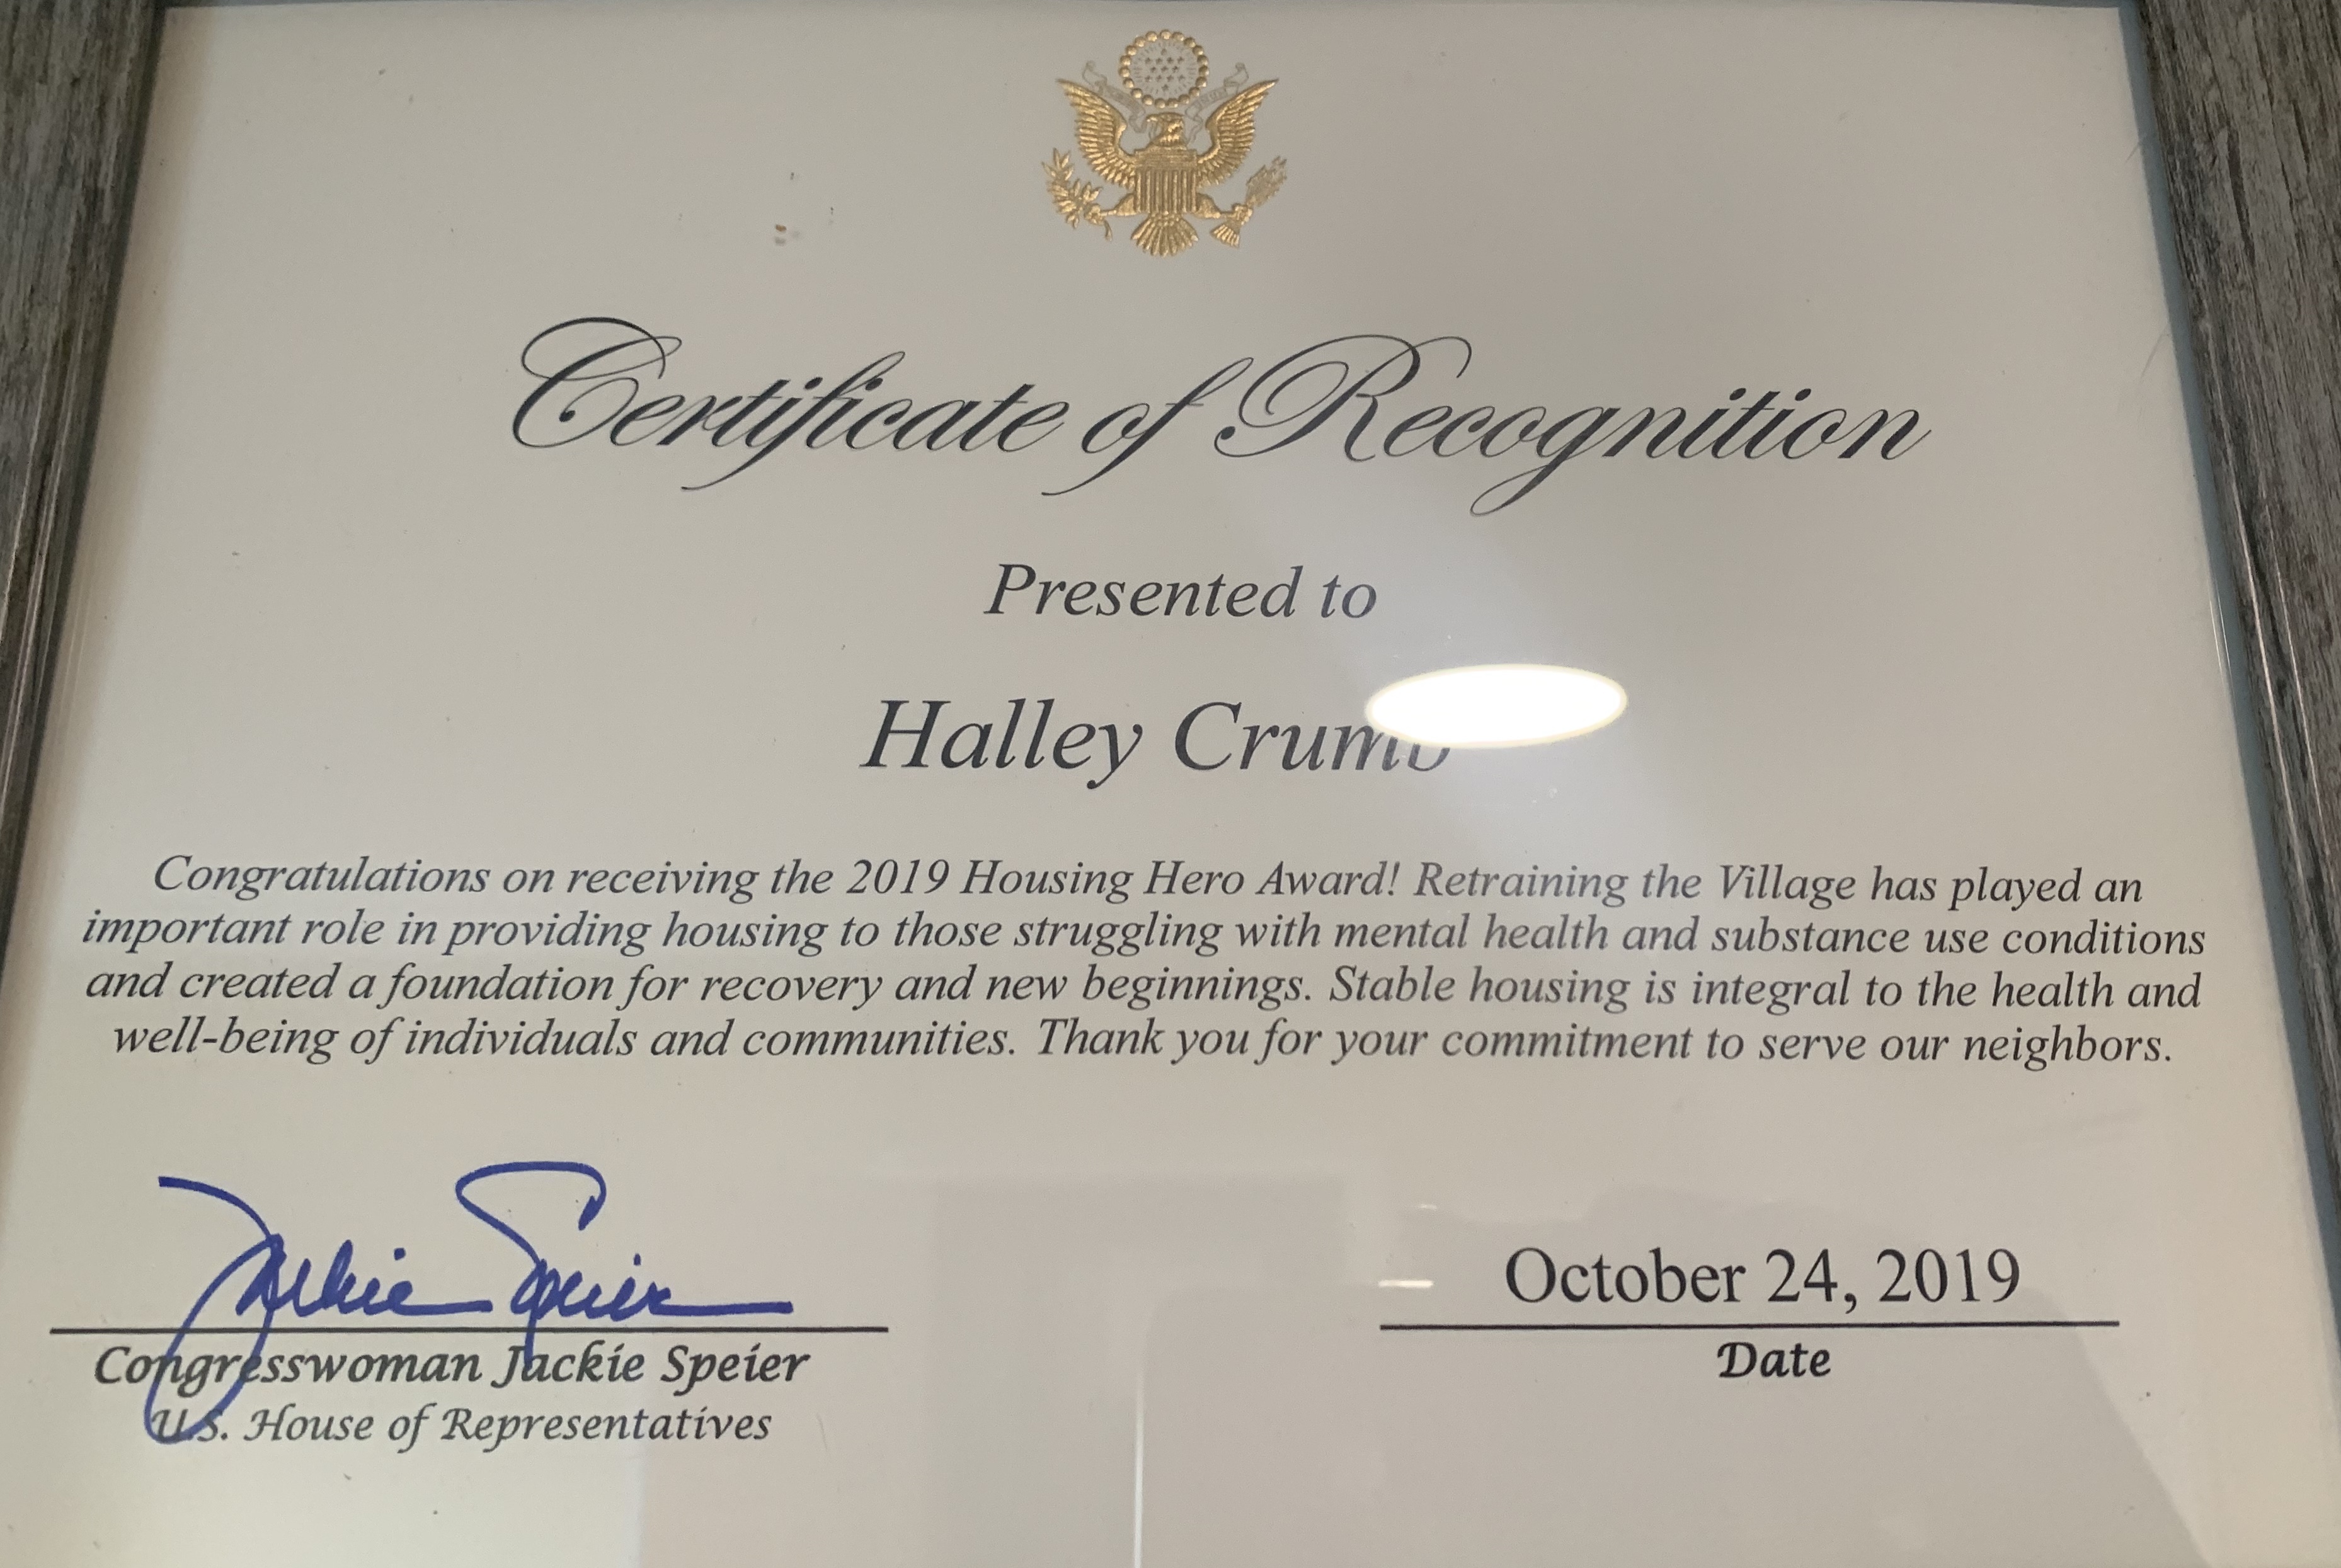 Certificate of Recognition
Presented to
Halley Crumb
Congratulations on receiving the 2019 Housing Hero Award! Retraining the Village has played an
important role in providing housing to those struggling with mental health and substance use conditions
and created a foundation for recovery and new beginnings. Stable housing is integral to the health and
well-being of individuals and communities. Thank you for your commitment to serve our neighbors.
Jackie Speier
Congresswoman Jackie Speier
U.S. House of Representatives
October 24, 2019
Date